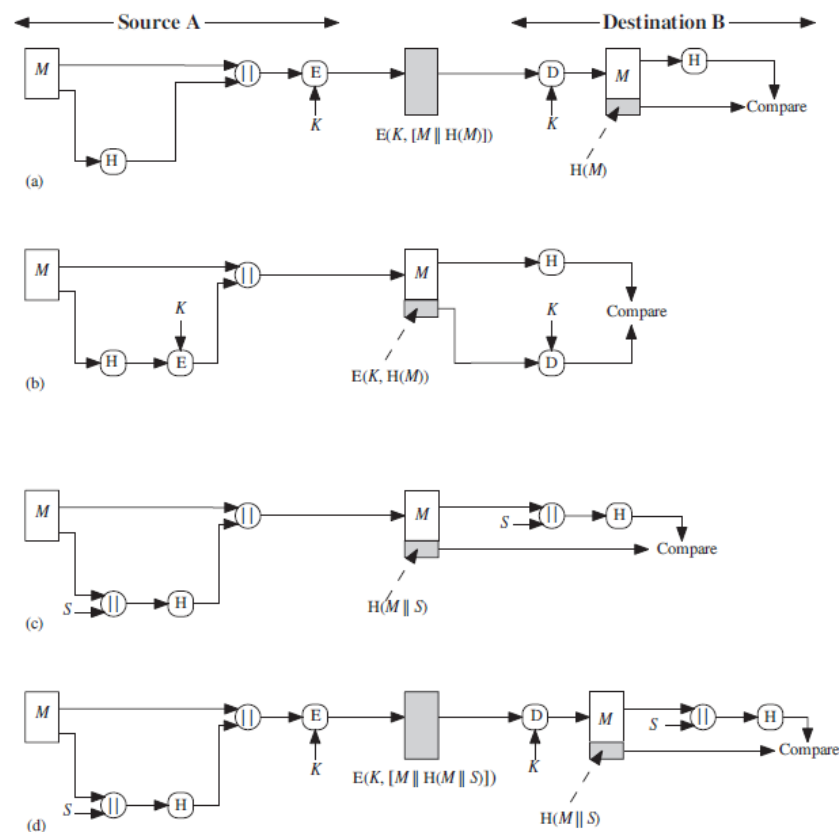 Source A Destination B
M || E D M H
K K Compare
E(K, [M || H(M)])
H H(M)
(a)
M || M H
K K Compare
H E D
E(K, H(M))
(b)
M || M S || H
Compare
S || H H(M || S)
(c)
M || E D M || H
S
K K Compare
E(K, [M || H(M || S)])
S || H H(M || S)
(d)